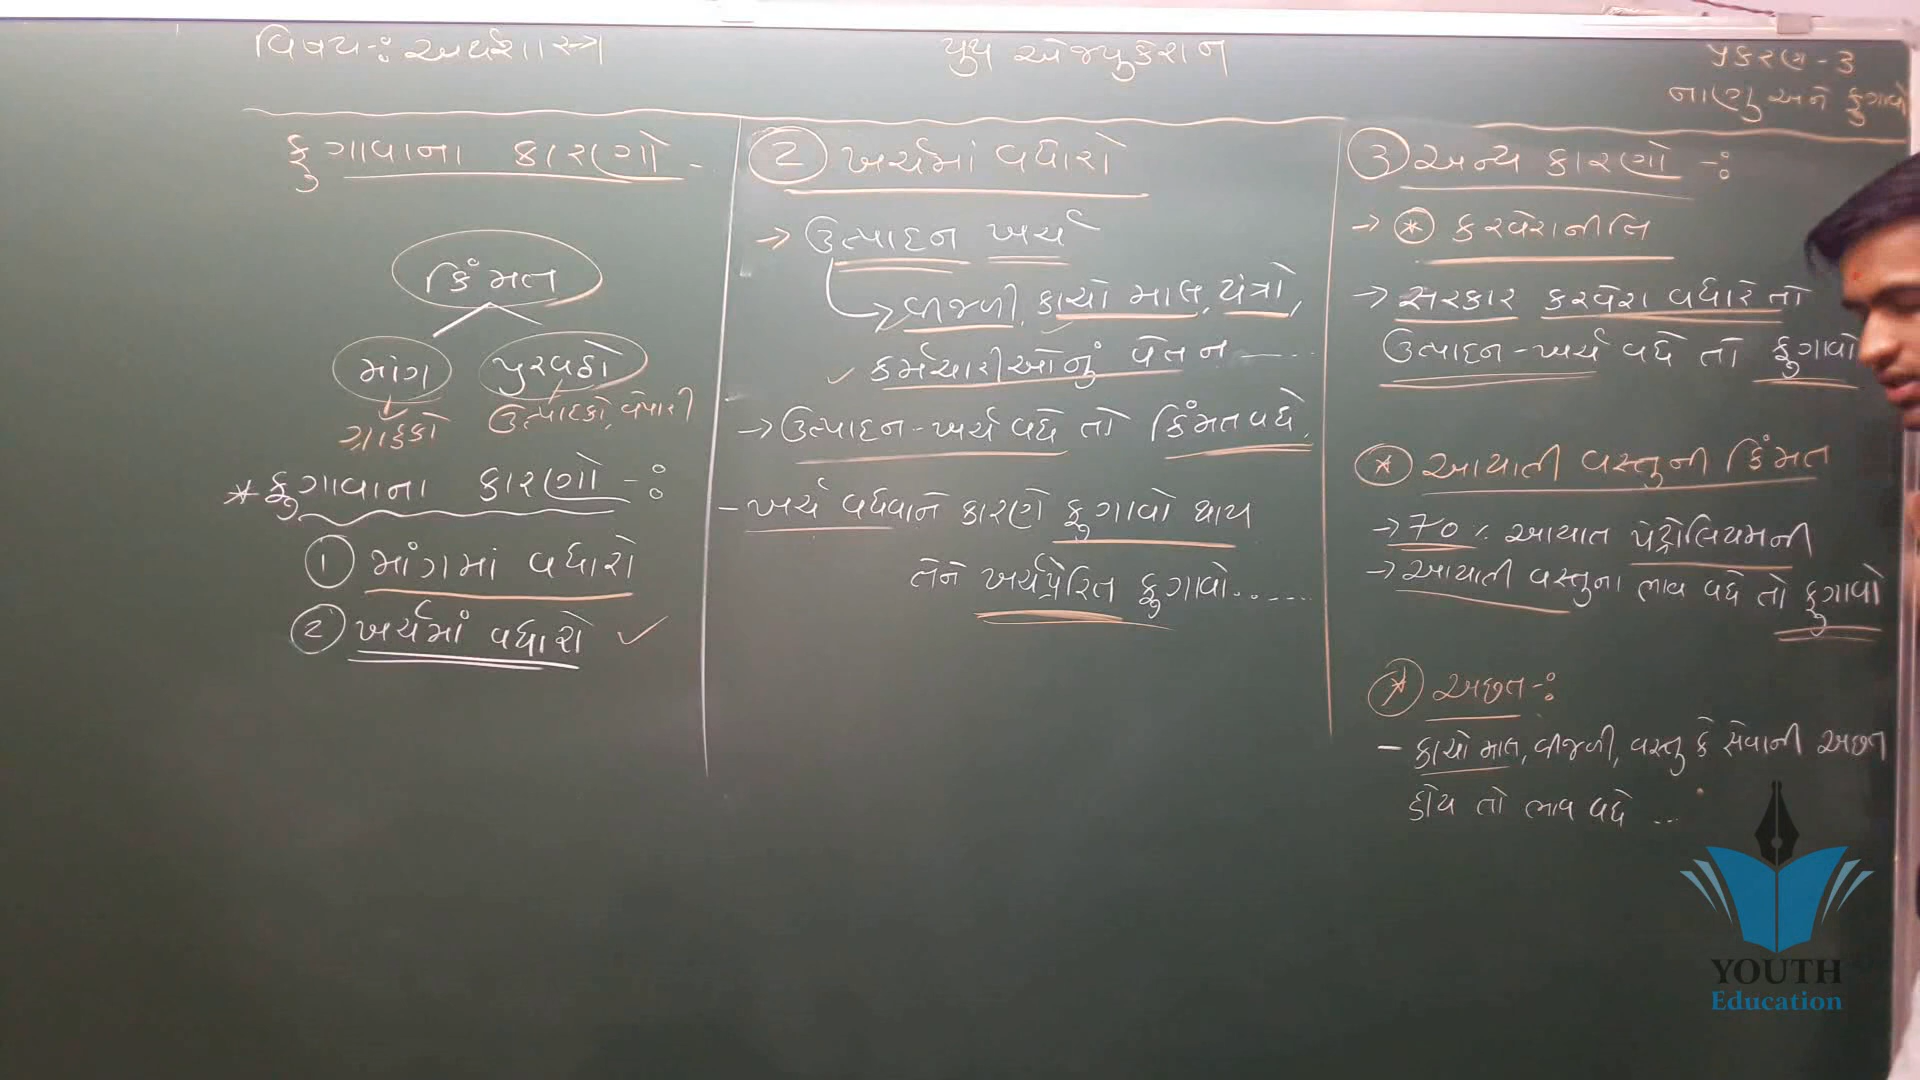 વિષય-: અર્થશાસ્ત્ર
યુથ એજ્યુકેશન
પ્રકરણ - ૩
નાણુ અને ફુગાવો
ફુગાવાના કારણો -
કિંમત
માંગ
પુરવઠો
ગ્રાહકો
ઉત્પાદકો, વેપારી
* ફુગાવાના કારણો -:
① માંગમાં વધારો
② ખર્ચમાં વધારો ✓
② ખર્ચમાં વધારો
→ ઉત્પાદન ખર્ચ
→ વીજળી, કાચો માલ, યંત્રો,
✓ કર્મચારીઓનું વેતન ----
→ ઉત્પાદન-ખર્ચ વધે તો કિંમત વધે.
- ખર્ચ વધવાને કારણે ફુગાવો થાય
તેને ખર્ચપ્રેરિત ફુગાવો......
૩ અન્ય કારણો -:
→ * કરવેરાનીતિ
→ સરકાર કરવેરા વધારે તો
ઉત્પાદન-ખર્ચ વધે તો ફુગાવો
* આયાતી વસ્તુની કિંમત
→ 70 % આયાત પેટ્રોલિયમની
→ આયાતી વસ્તુના ભાવ વધે તો ફુગાવો
* અછત-:
- કાચો માલ, વીજળી, વસ્તુ કે સેવાની અછત
હોય તો ભાવ વધે ...
YOUTH
Education